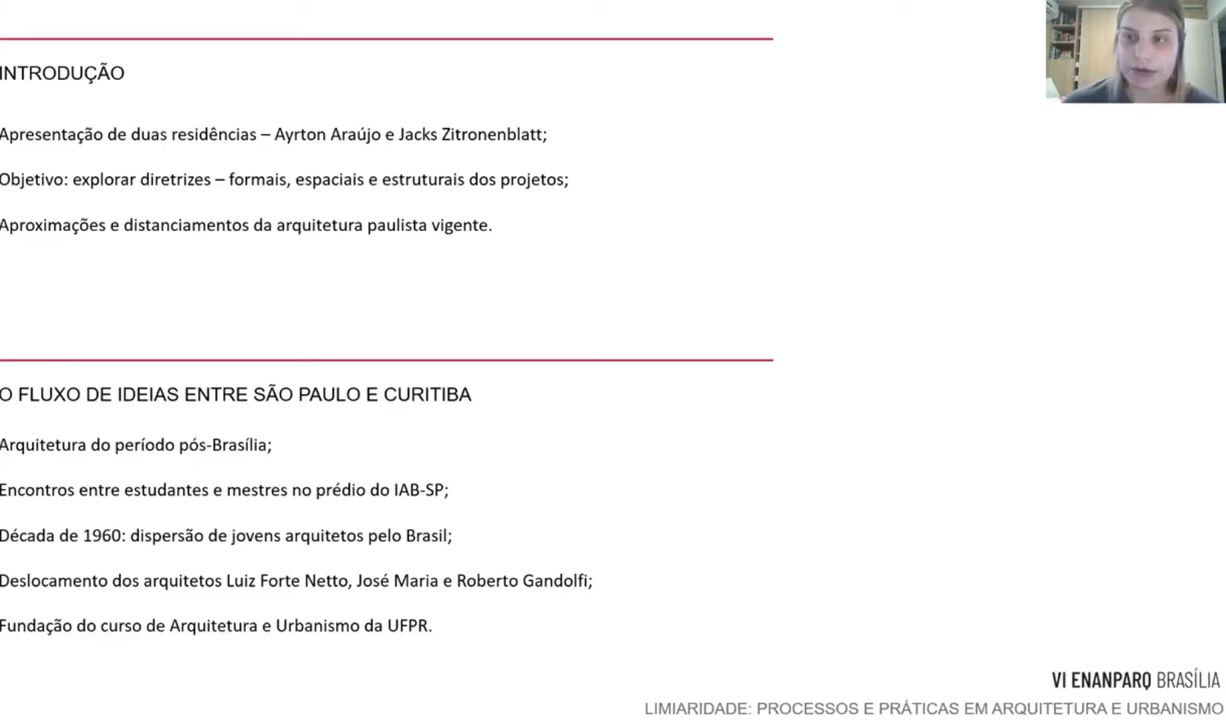 INTRODUÇÃO
Apresentação de duas residências – Ayrton Araújo e Jacks Zitronenblatt;
Objetivo: explorar diretrizes – formais, espaciais e estruturais dos projetos;
Aproximações e distanciamentos da arquitetura paulista vigente.
O FLUXO DE IDEIAS ENTRE SÃO PAULO E CURITIBA
Arquitetura do período pós-Brasília;
Encontros entre estudantes e mestres no prédio do IAB-SP;
Década de 1960: dispersão de jovens arquitetos pelo Brasil;
Deslocamento dos arquitetos Luiz Forte Netto, José Maria e Roberto Gandolfi;
Fundação do curso de Arquitetura e Urbanismo da UFPR.
VI ENANPARQ BRASÍLIA
LIMIARIDADE: PROCESSOS E PRÁTICAS EM ARQUITETURA E URBANISMO